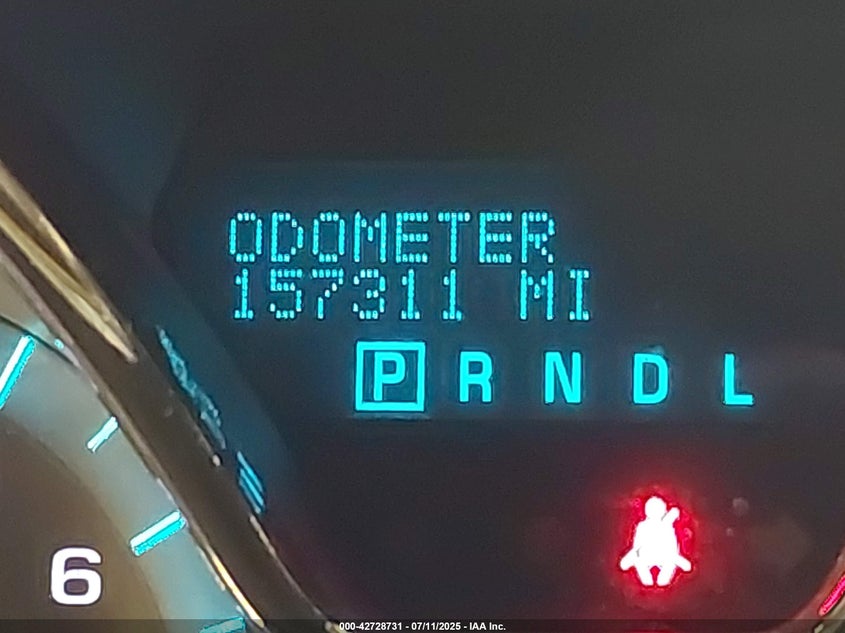 ODOMETER
157311 MI
P R N D L
6
000-42728731 - 07/11/2025 - IAA Inc.